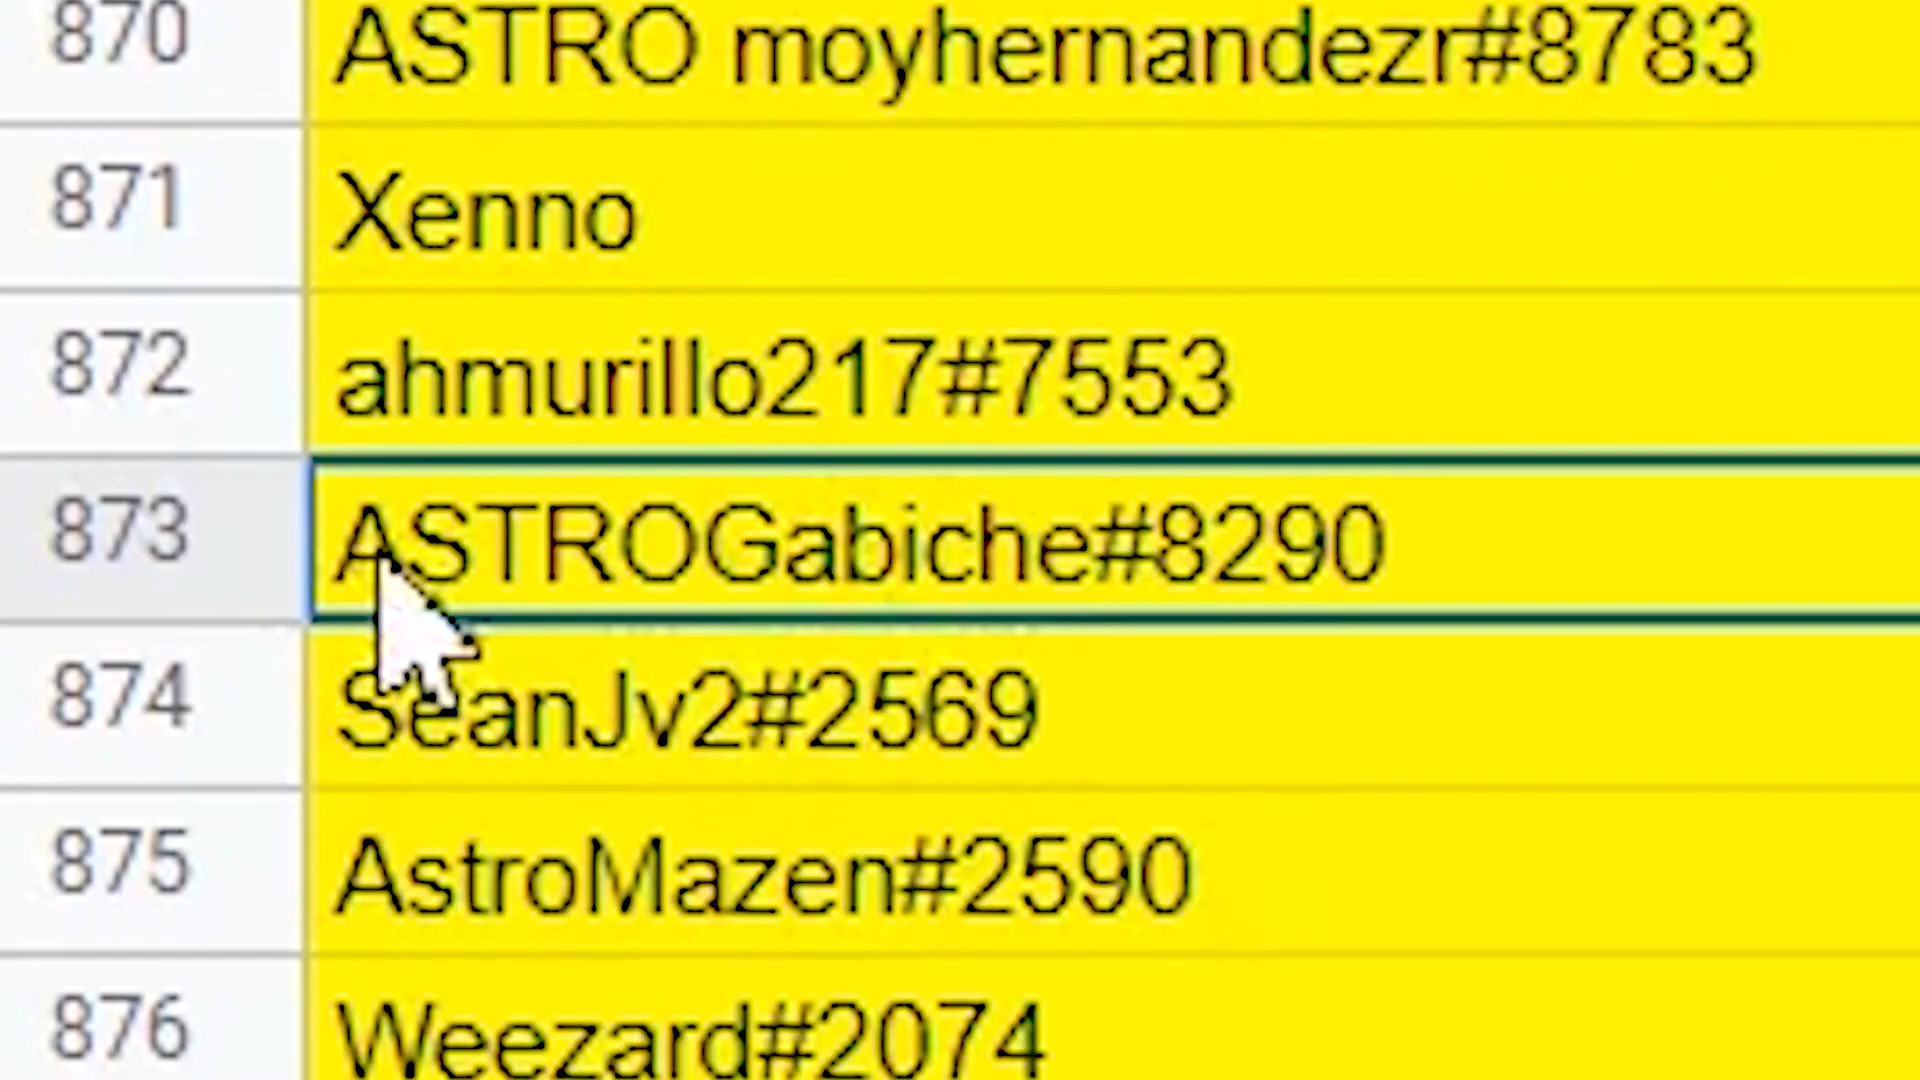 870 ASTRO moyhernandezr#8783
871 Xenno
872 ahmurillo217#7553
873 ASTROGabiche#8290
874 SeanJv2#2569
875 AstroMazen#2590
876 Weezard#2074